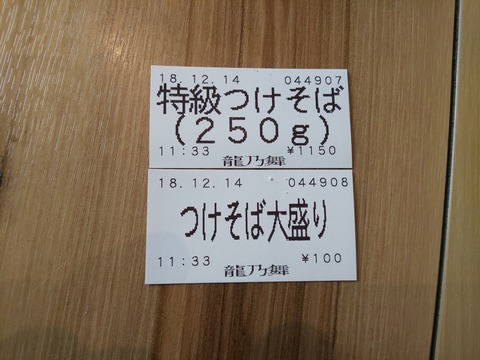 18.12.14 044907
特級つけそば
(250g)
11:33 ¥1150
龍乃舞
18.12.14 044908
つけそば大盛り
11:33 ¥100
龍乃舞